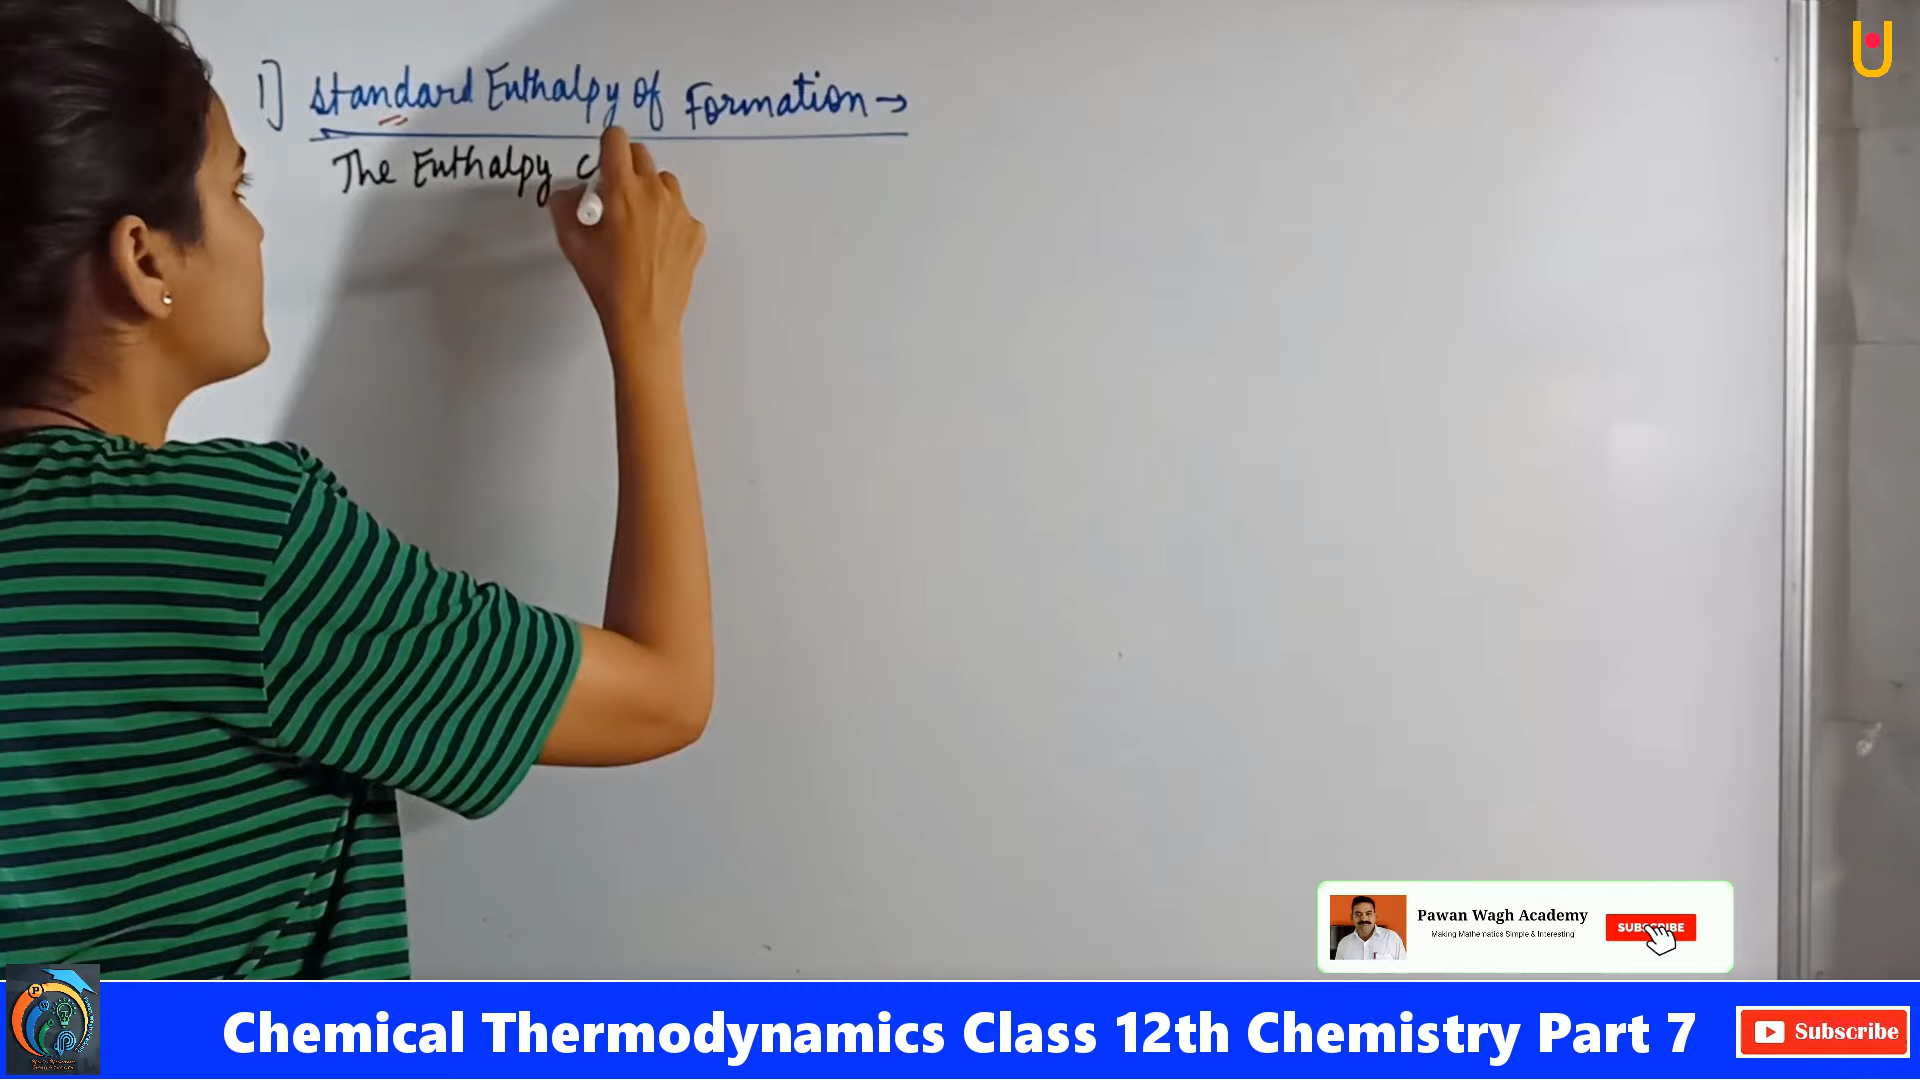 1] Standard Enthalpy of Formation →
The Enthalpy c
Pawan Wagh Academy
Making Mathematics Simple & Interesting
SUBSCRIBE
Chemical Thermodynamics Class 12th Chemistry Part 7
Subscribe